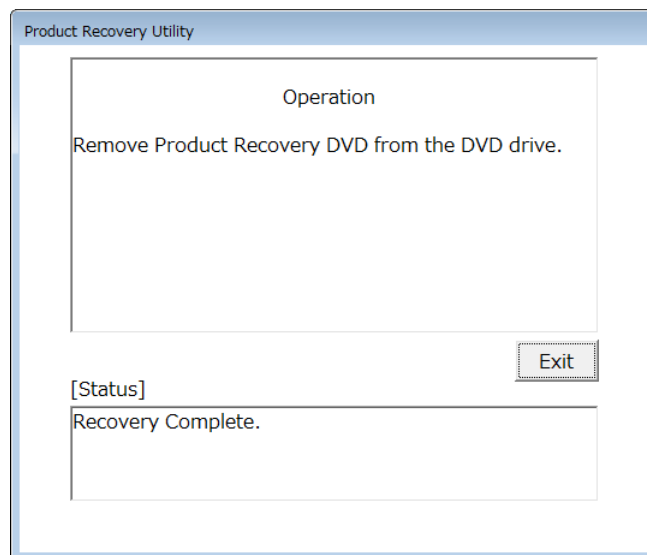 Product Recovery Utility
Operation
Remove Product Recovery DVD from the DVD drive.
Exit
[Status]
Recovery Complete.